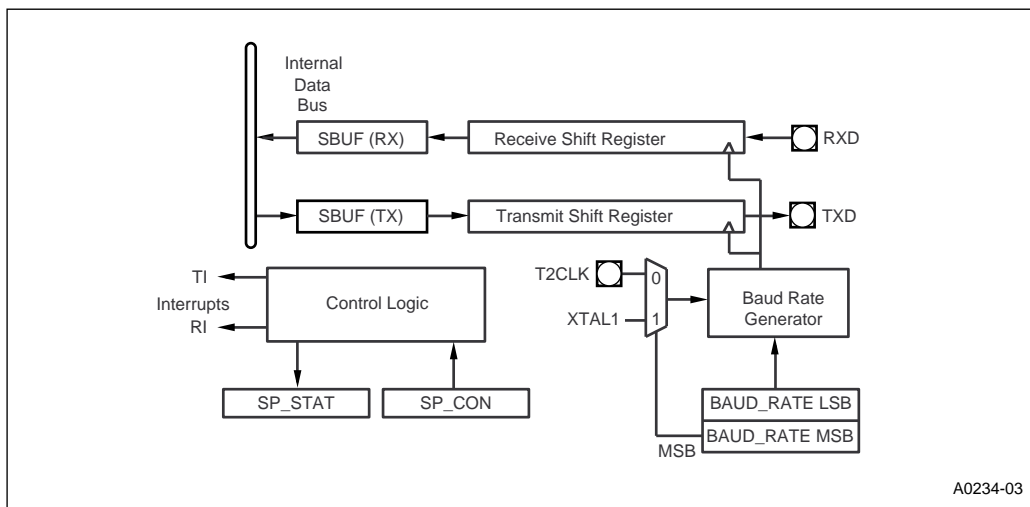 Internal
Data
Bus
SBUF (RX)
Receive Shift Register
RXD
SBUF (TX)
Transmit Shift Register
TXD
TI
Interrupts
RI
Control Logic
T2CLK
0
XTAL1
1
Baud Rate
Generator
SP_STAT
SP_CON
BAUD_RATE LSB
BAUD_RATE MSB
MSB
A0234-03